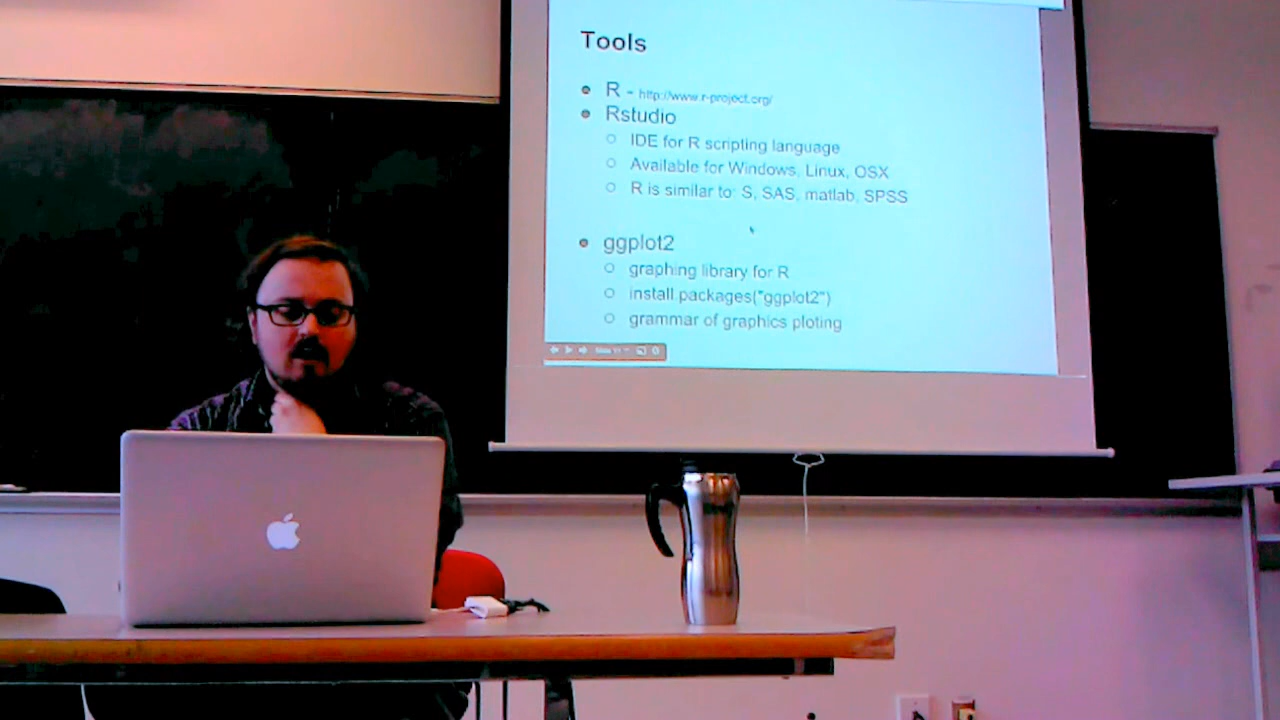 Tools
R - http://www.r-project.org/
Rstudio
IDE for R scripting language
Available for Windows, Linux, OSX
R is similar to: S, SAS, matlab, SPSS
ggplot2
graphing library for R
install.packages("ggplot2")
grammar of graphics ploting